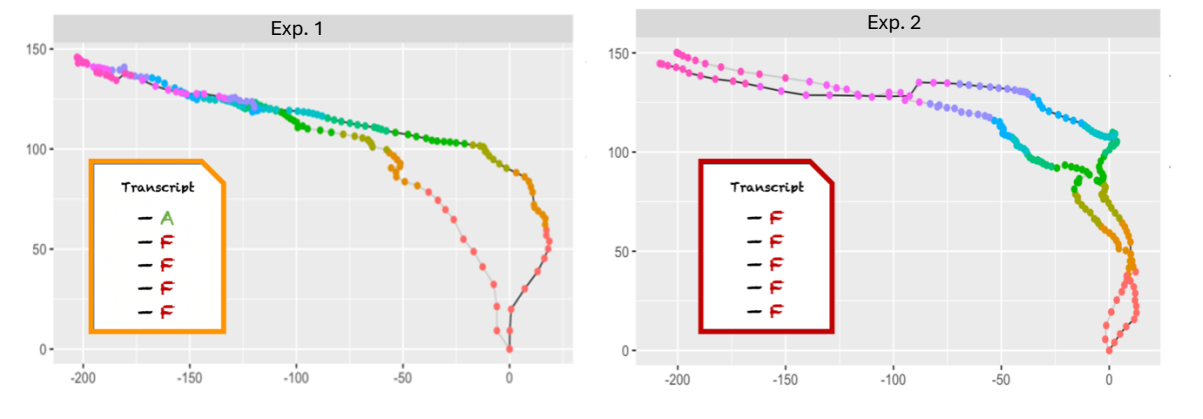 Exp. 1
150
100
50
0
-200
-150
-100
-50
0
Transcript
– A
– F
– F
– F
– F
Exp. 2
150
100
50
0
-200
-150
-100
-50
0
Transcript
– F
– F
– F
– F
– F